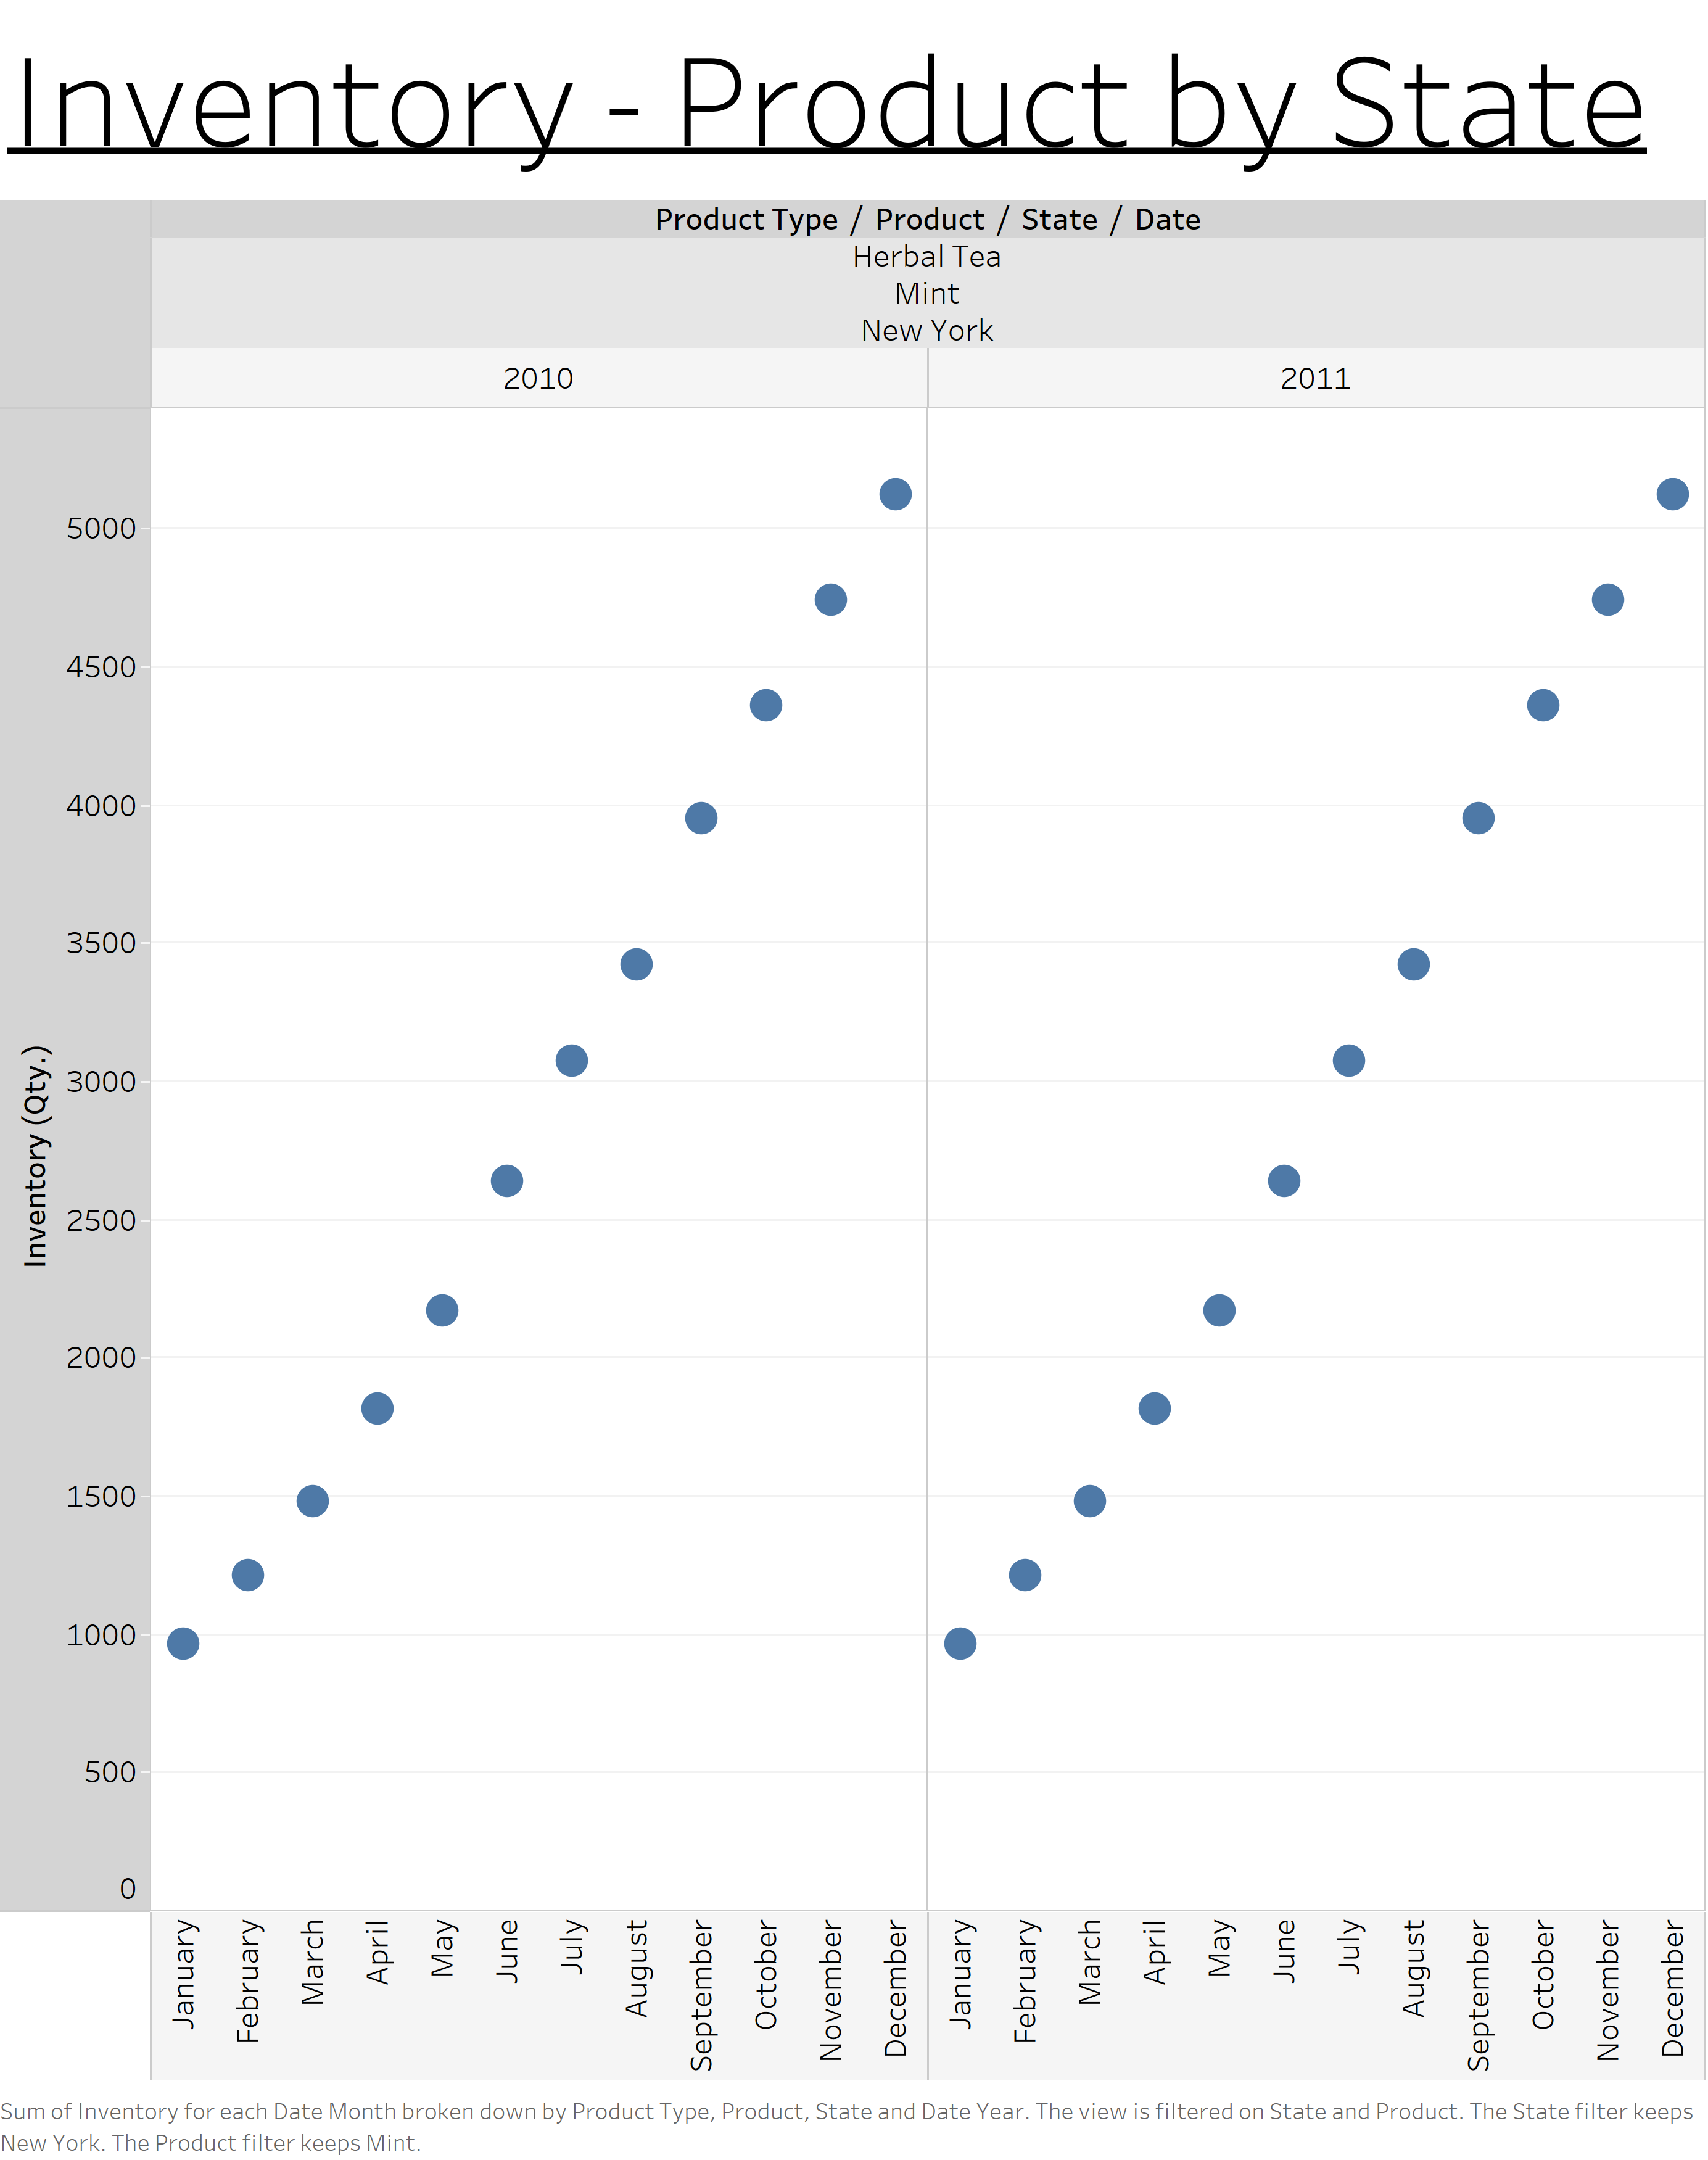 Inventory - Product by State
Product Type / Product / State / Date
Herbal Tea
Mint
New York
2010
2011
5000
4500
4000
3500
3000
2500
2000
1500
1000
500
0
Inventory (Qty.)
January
February
March
April
May
June
July
August
September
October
November
December
January
February
March
April
May
June
July
August
September
October
November
December
Sum of Inventory for each Date Month broken down by Product Type, Product, State and Date Year. The view is filtered on State and Product. The State filter keeps
New York. The Product filter keeps Mint.